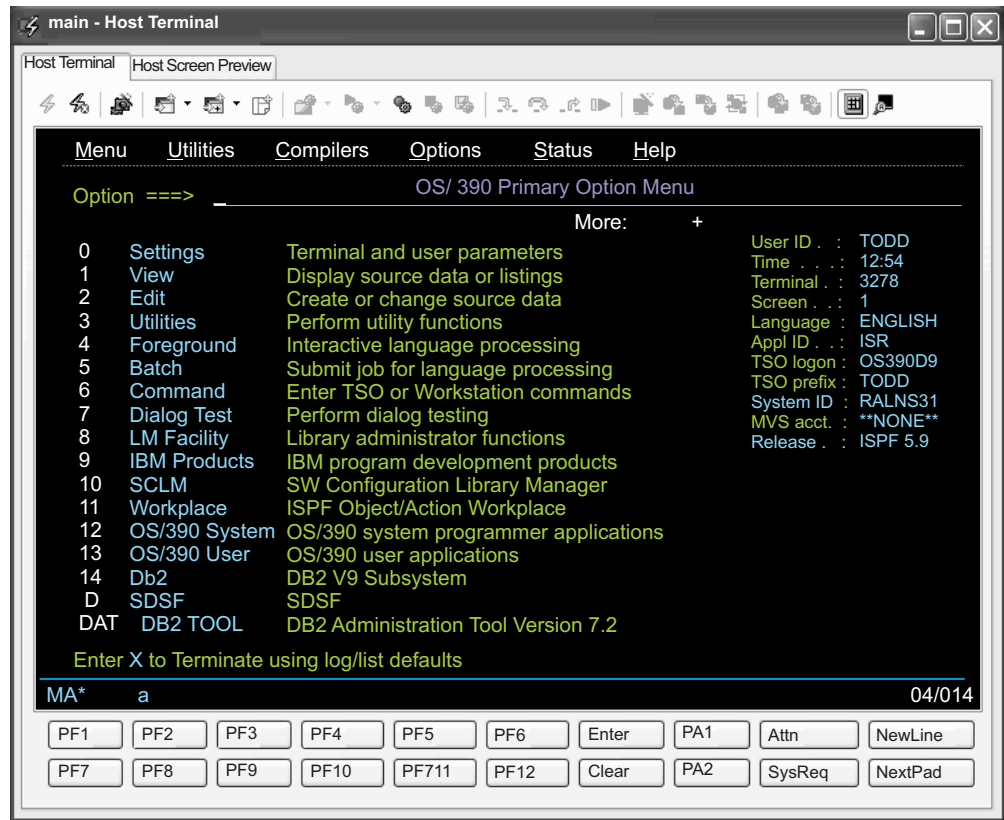 main - Host Terminal
Host Terminal Host Screen Preview
Menu Utilities Compilers Options Status Help
OS/ 390 Primary Option Menu
Option ===> _
More: +
0 Settings Terminal and user parameters User ID . : TODD
1 View Display source data or listings Time . . . : 12:54
2 Edit Create or change source data Terminal . : 3278
3 Utilities Perform utility functions Screen . . : 1
4 Foreground Interactive language processing Language : ENGLISH
5 Batch Submit job for language processing Appl ID . . : ISR
6 Command Enter TSO or Workstation commands TSO logon : OS390D9
7 Dialog Test Perform dialog testing TSO prefix : TODD
8 LM Facility Library administrator functions System ID : RALNS31
9 IBM Products IBM program development products MVS acct. : **NONE**
10 SCLM SW Configuration Library Manager Release . : ISPF 5.9
11 Workplace ISPF Object/Action Workplace
12 OS/390 System OS/390 system programmer applications
13 OS/390 User OS/390 user applications
14 Db2 DB2 V9 Subsystem
D SDSF SDSF
DAT DB2 TOOL DB2 Administration Tool Version 7.2
Enter X to Terminate using log/list defaults
MA* a 04/014
PF1 PF2 PF3 PF4 PF5 PF6 Enter PA1 Attn NewLine
PF7 PF8 PF9 PF10 PF711 PF12 Clear PA2 SysReq NextPad